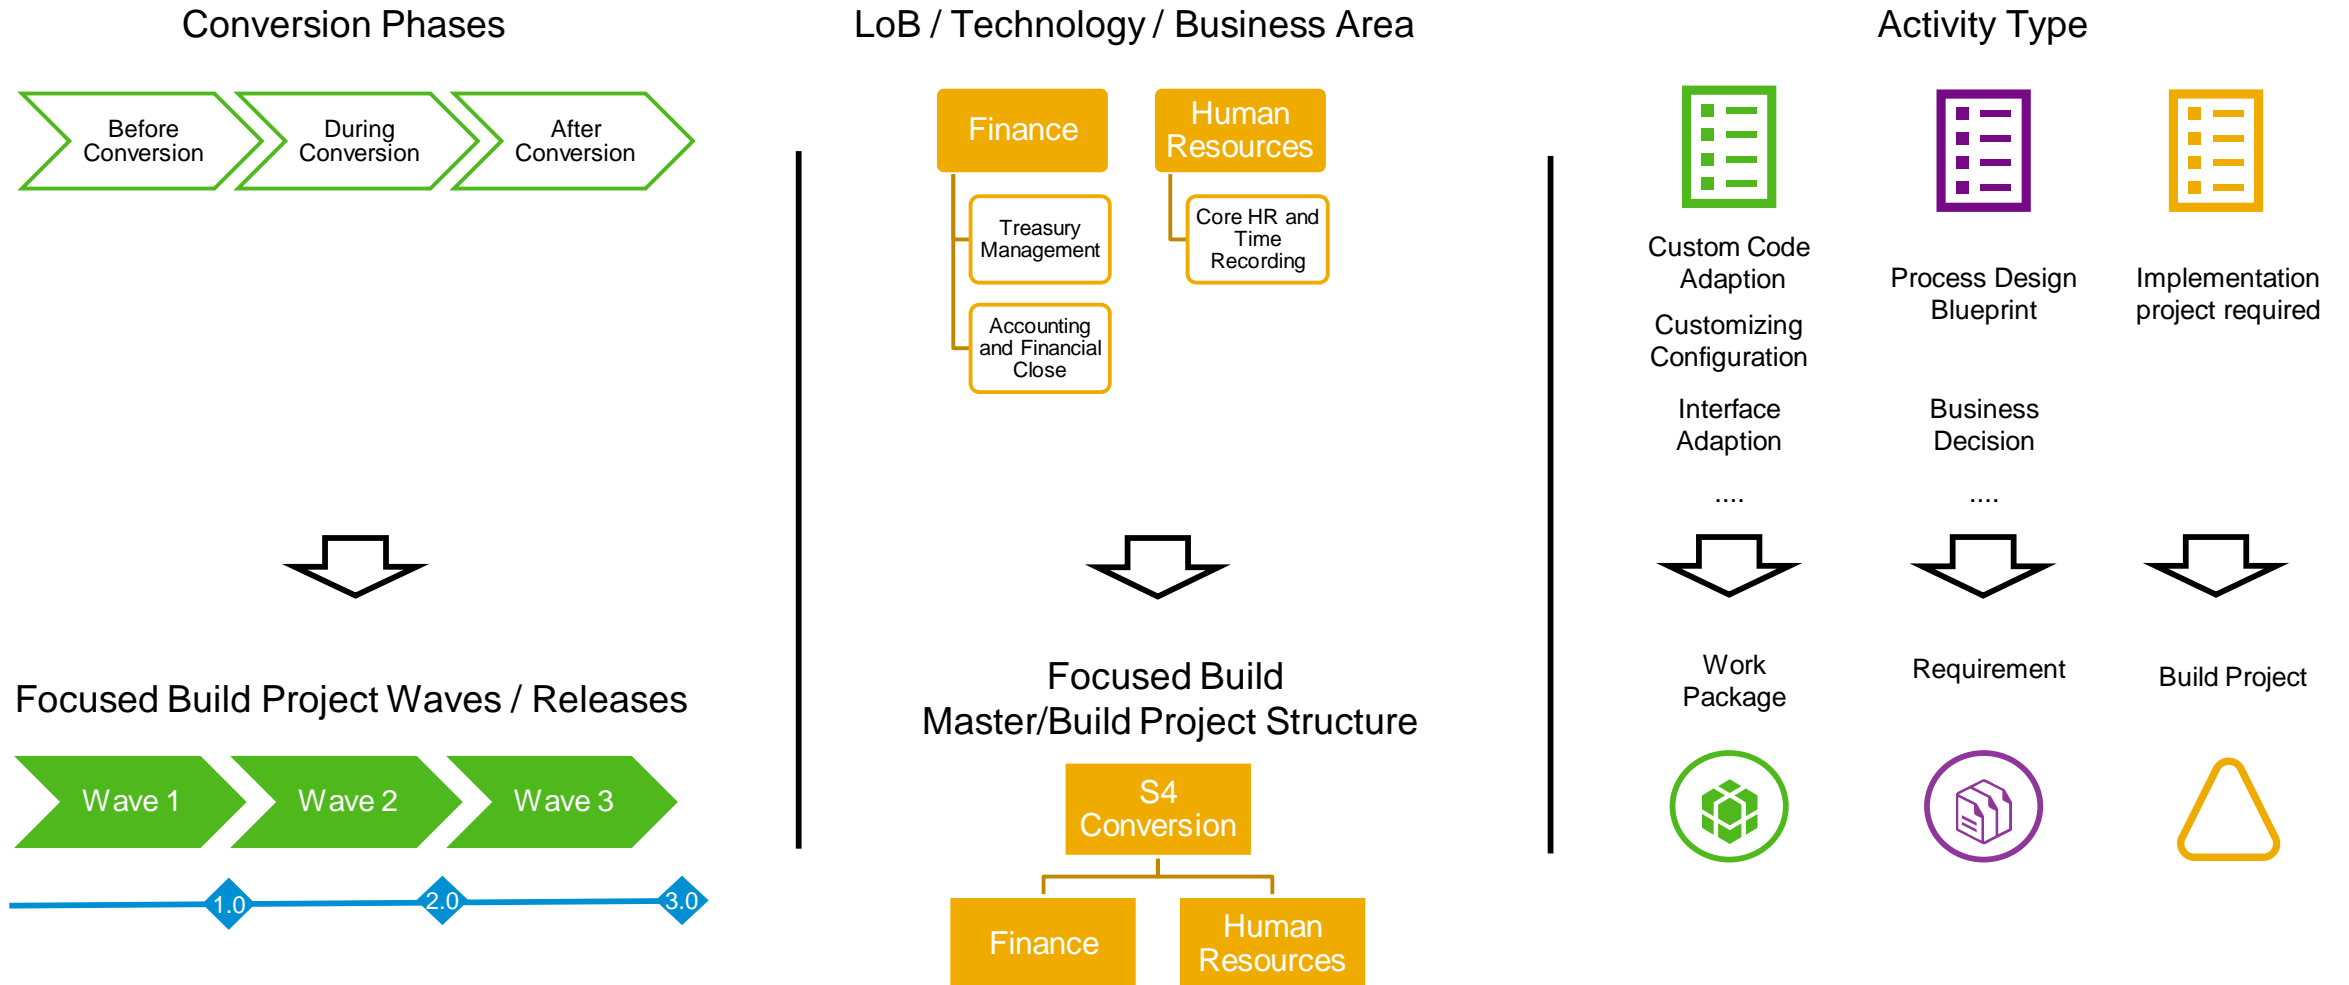 Conversion Phases
Before
Conversion
During
Conversion
After
Conversion
Focused Build Project Waves / Releases
Wave 1
Wave 2
Wave 3
1.0
2.0
3.0
LoB / Technology / Business Area
Finance
Human
Resources
Treasury
Management
Core HR and
Time
Recording
Accounting
and Financial
Close
Focused Build
Master/Build Project Structure
S4
Conversion
Finance
Human
Resources
Activity Type
Custom Code
Adaption
Customizing
Configuration
Interface
Adaption
....
Process Design
Blueprint
Business
Decision
....
Implementation
project required
Work
Package
Requirement
Build Project